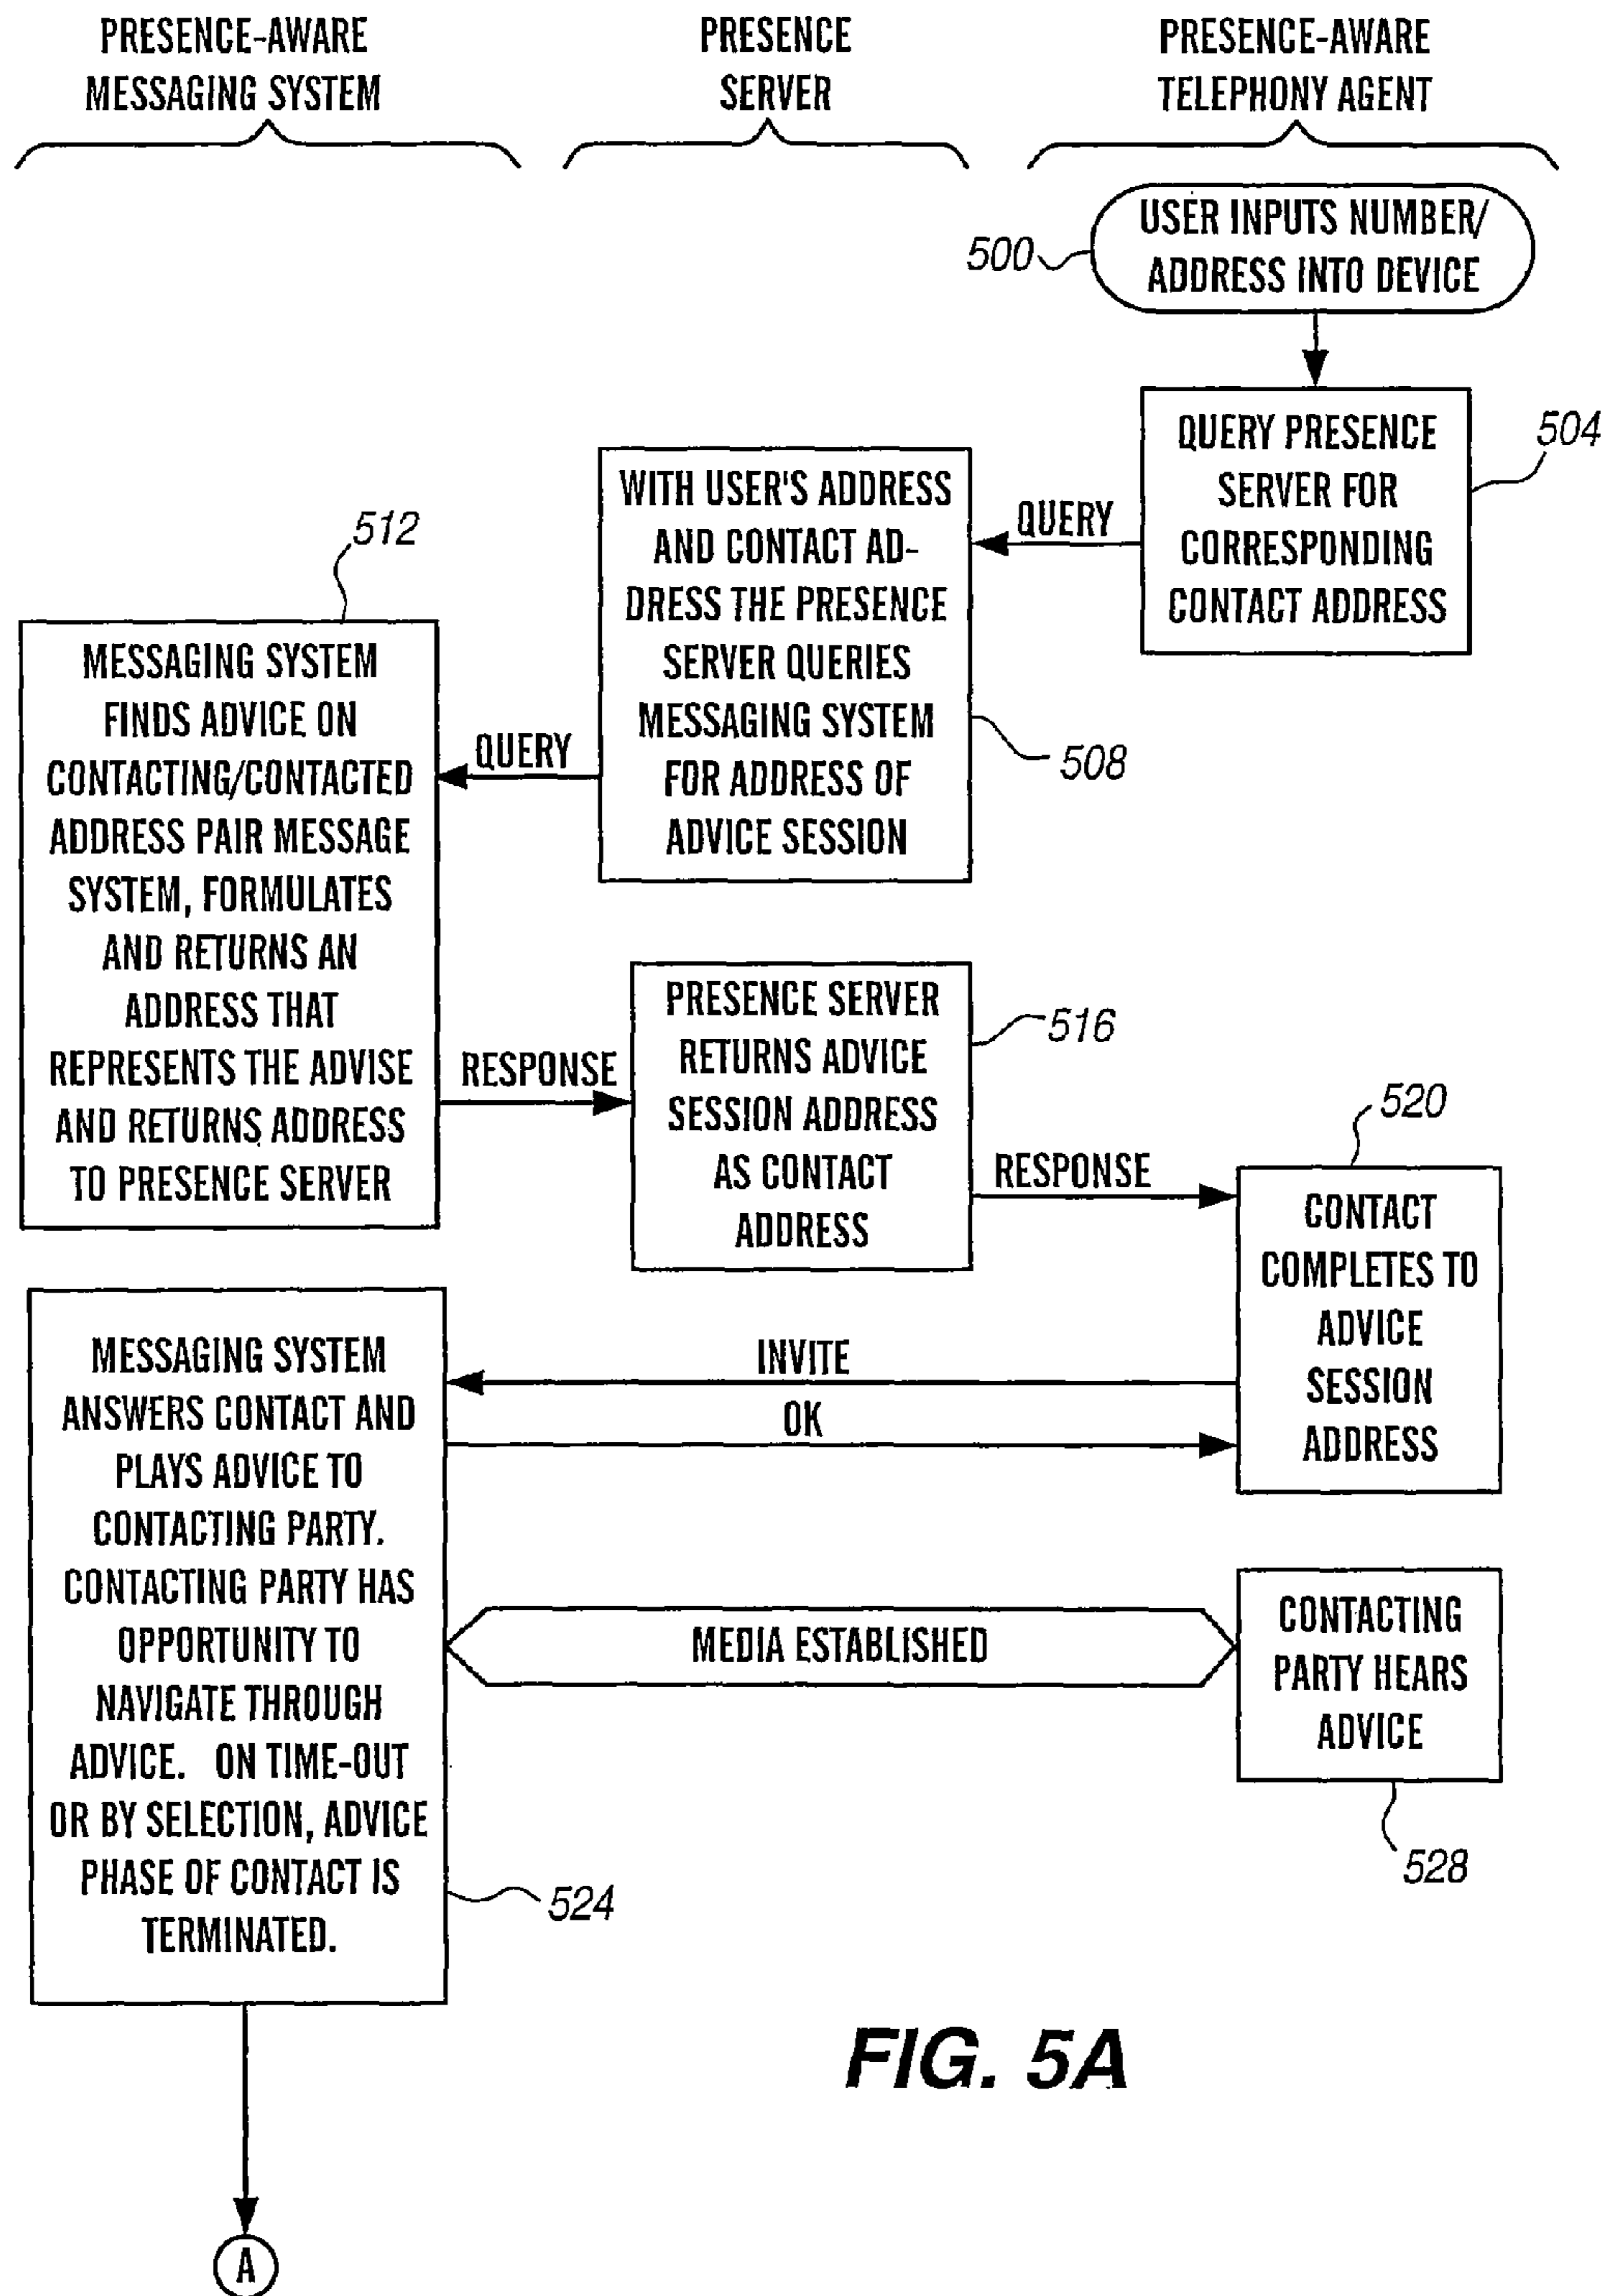 PRESENCE-AWARE
MESSAGING SYSTEM
PRESENCE
SERVER
PRESENCE-AWARE
TELEPHONY AGENT
500
USER INPUTS NUMBER/
ADDRESS INTO DEVICE
504
QUERY PRESENCE
SERVER FOR
CORRESPONDING
CONTACT ADDRESS
QUERY
WITH USER'S ADDRESS
AND CONTACT AD-
DRESS THE PRESENCE
SERVER QUERIES
MESSAGING SYSTEM
FOR ADDRESS OF
ADVICE SESSION
508
QUERY
512
MESSAGING SYSTEM
FINDS ADVICE ON
CONTACTING/CONTACTED
ADDRESS PAIR MESSAGE
SYSTEM, FORMULATES
AND RETURNS AN
ADDRESS THAT
REPRESENTS THE ADVISE
AND RETURNS ADDRESS
TO PRESENCE SERVER
RESPONSE
PRESENCE SERVER
RETURNS ADVICE
SESSION ADDRESS
AS CONTACT
ADDRESS
516
RESPONSE
520
CONTACT
COMPLETES TO
ADVICE
SESSION
ADDRESS
INVITE
OK
MESSAGING SYSTEM
ANSWERS CONTACT AND
PLAYS ADVICE TO
CONTACTING PARTY.
CONTACTING PARTY HAS
OPPORTUNITY TO
NAVIGATE THROUGH
ADVICE. ON TIME-OUT
OR BY SELECTION, ADVICE
PHASE OF CONTACT IS
TERMINATED.
524
MEDIA ESTABLISHED
CONTACTING
PARTY HEARS
ADVICE
528
FIG. 5A
A